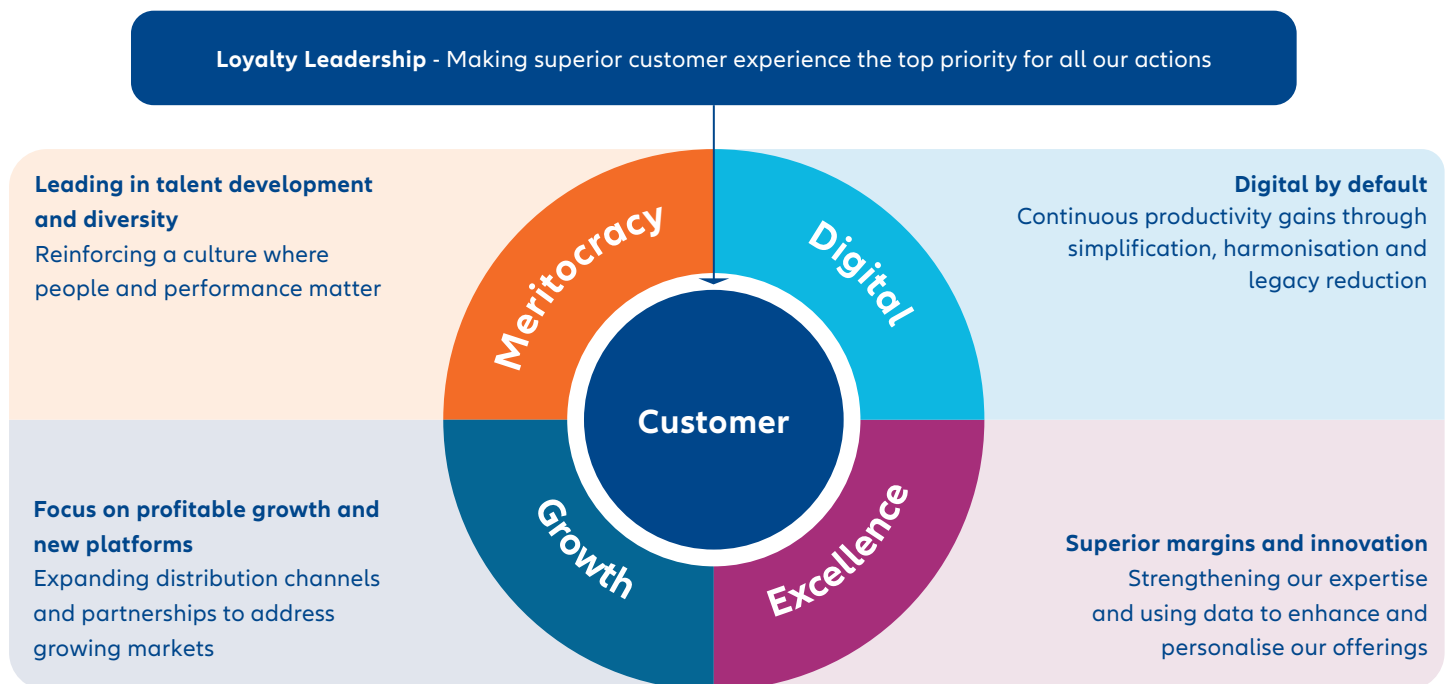 Loyalty Leadership - Making superior customer experience the top priority for all our actions
Leading in talent development
and diversity
Reinforcing a culture where
people and performance matter
Meritocracy
Digital
Digital by default
Continuous productivity gains through
simplification, harmonisation and
legacy reduction
Customer
Focus on profitable growth and
new platforms
Expanding distribution channels
and partnerships to address
growing markets
Growth
Excellence
Superior margins and innovation
Strengthening our expertise
and using data to enhance and
personalise our offerings